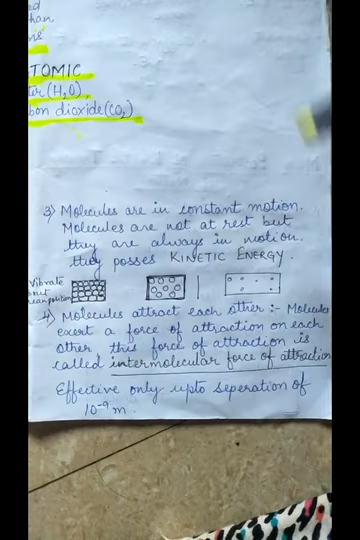 than
TOMIC
ter (H2O),
bon dioxide (CO2)
3) Molecules are in constant motion.
Molecules are not at rest but
they are always in motion.
they posses KINETIC ENERGY.
Vibrate
mean position
4) Molecules attract each other :- Molecules
exert a force of attraction on each
other, this force of attraction is
called intermolecular force of attraction
Effective only upto seperation of
10⁻⁹ m.